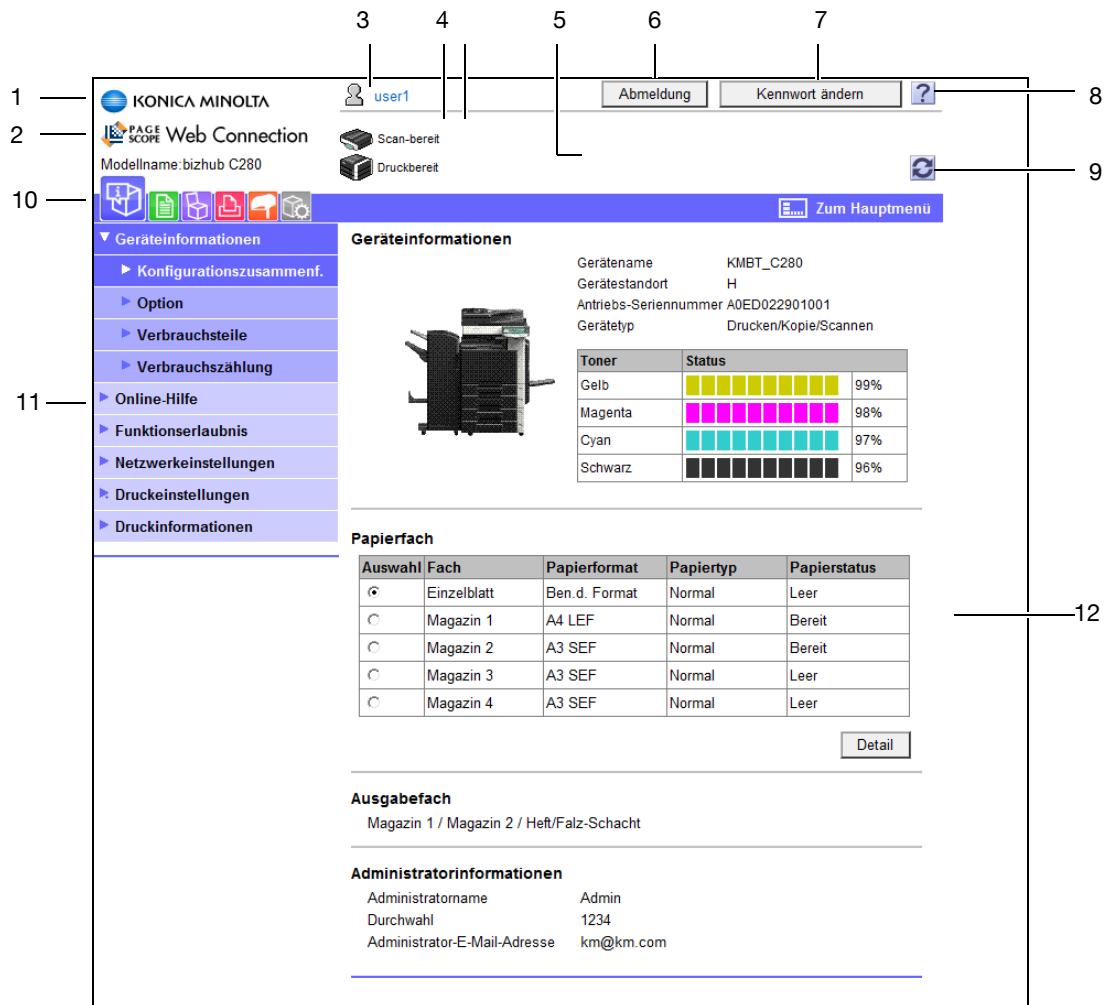 3 4 5 6 7
1 KONICA MINOLTA user1 Abmeldung Kennwort ändern ? 8
2 PAGE SCOPE Web Connection Scan-bereit
Modellname:bizhub C280 Druckbereit 9
10 Zum Hauptmenü
Geräteinformationen
Konfigurationszusammenf.
Option
Verbrauchsteile
Verbrauchszählung
11 Online-Hilfe
Funktionserlaubnis
Netzwerkeinstellungen
Druckeinstellungen
Druckinformationen
Geräteinformationen
Gerätename KMBT_C280
Gerätestandort H
Antriebs-Seriennummer A0ED022901001
Gerätetyp Drucken/Kopie/Scannen
Toner Status
Gelb 99%
Magenta 98%
Cyan 97%
Schwarz 96%
Papierfach
Auswahl Fach Papierformat Papiertyp Papierstatus
Einzelblatt Ben.d. Format Normal Leer
Magazin 1 A4 LEF Normal Bereit 12
Magazin 2 A3 SEF Normal Bereit
Magazin 3 A3 SEF Normal Leer
Magazin 4 A3 SEF Normal Leer
Detail
Ausgabefach
Magazin 1 / Magazin 2 / Heft/Falz-Schacht
Administratorinformationen
Administratorname Admin
Durchwahl 1234
Administrator-E-Mail-Adresse km@km.com